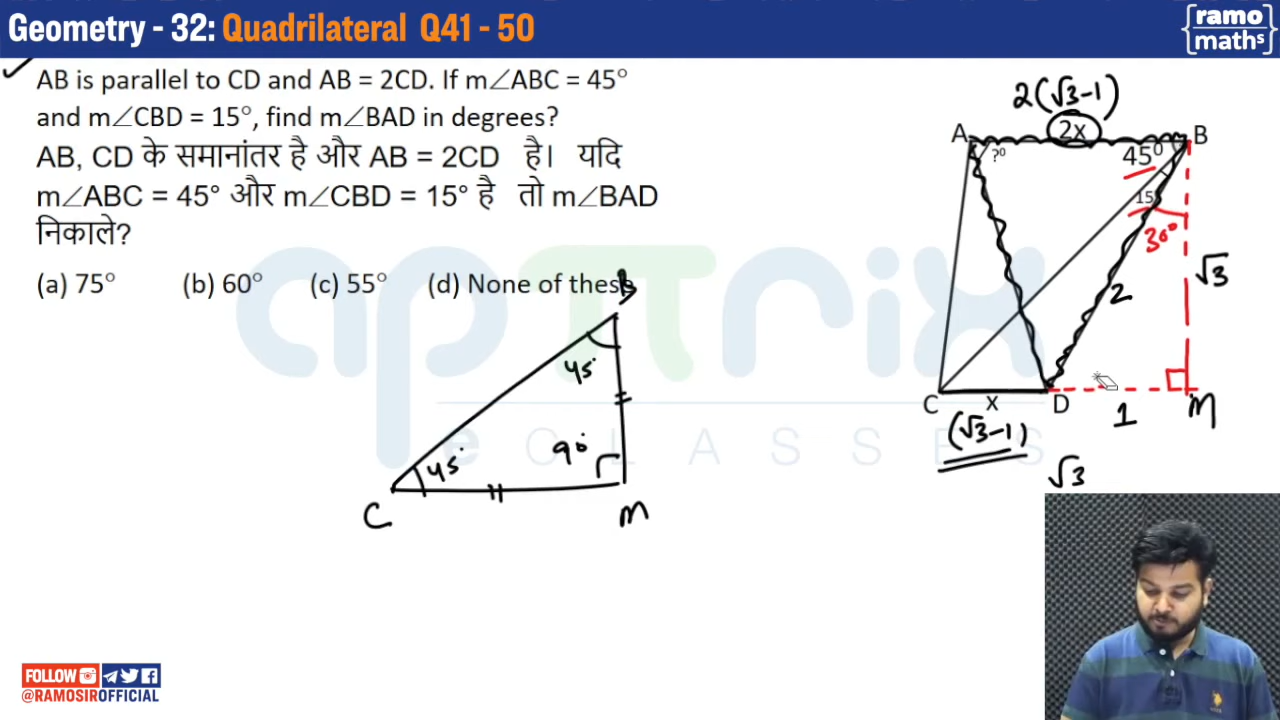 Geometry - 32: Quadrilateral Q41 - 50
ramo
maths
AB is parallel to CD and AB = 2CD. If m∠ABC = 45°
and m∠CBD = 15°, find m∠BAD in degrees?
AB, CD के समानांतर है और AB = 2CD है। यदि
m∠ABC = 45° और m∠CBD = 15° है तो m∠BAD
निकाले?
(a) 75° (b) 60° (c) 55° (d) None of these
2(√3-1)
A 2x B
?° 45°
15
30°
√3
2
C x D 1 M
(√3-1)
√3
B
45°
45° 90°
C M
apπrix
eCLASSES
FOLLOW
@RAMOSIROFFICIAL